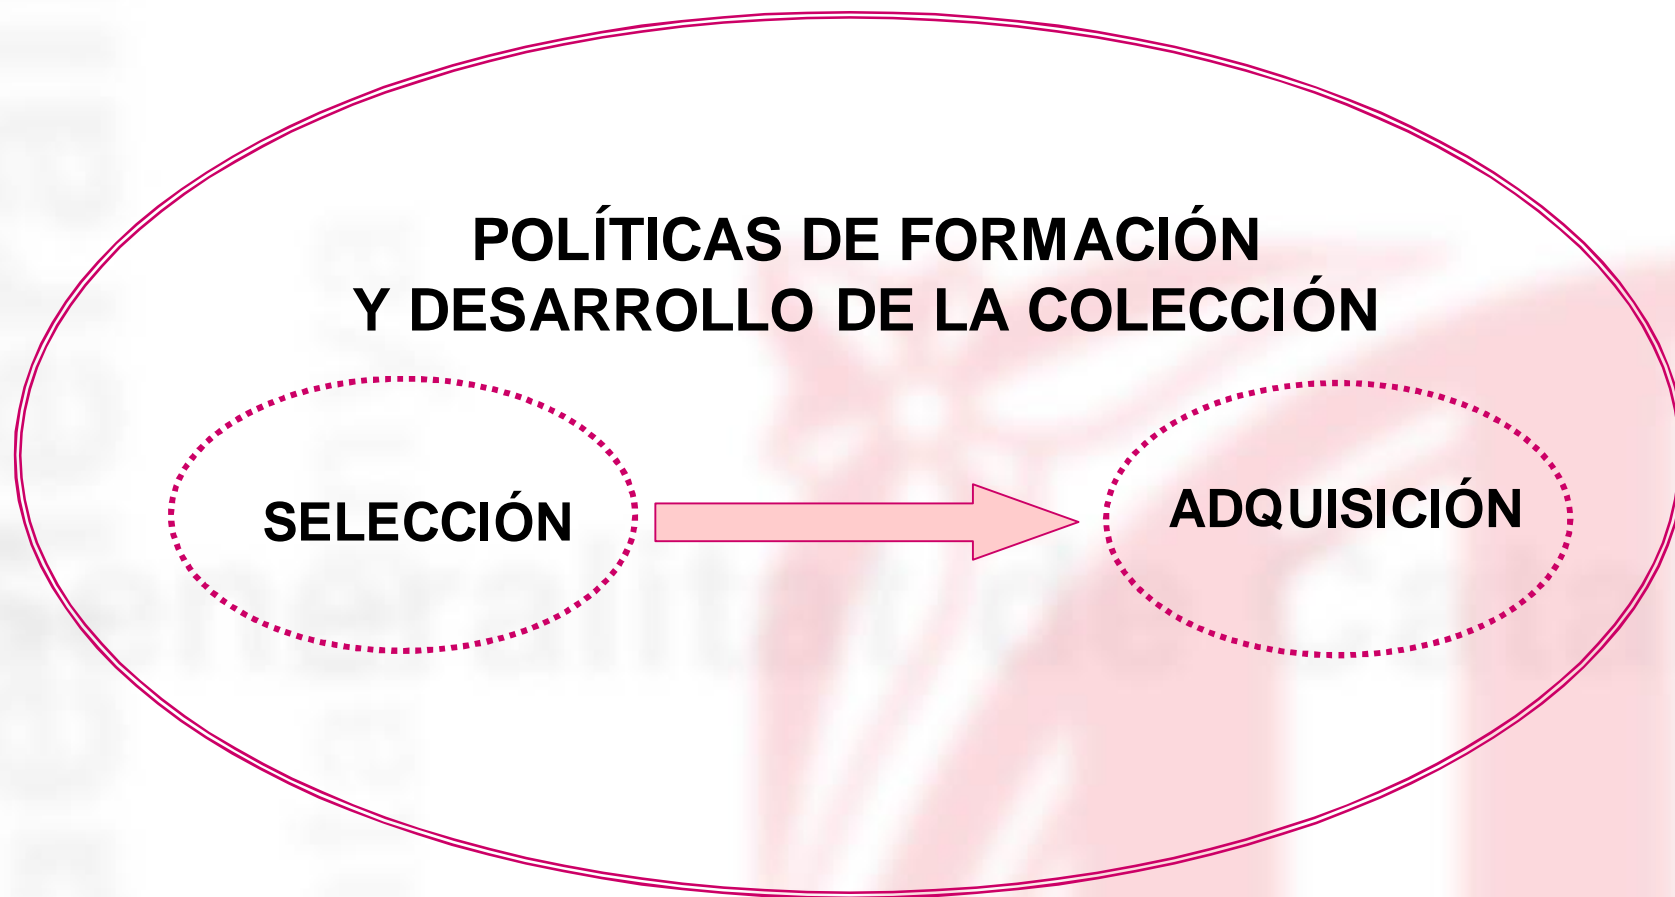 POLÍTICAS DE FORMACIÓN
Y DESARROLLO DE LA COLECCIÓN
SELECCIÓN
ADQUISICIÓN